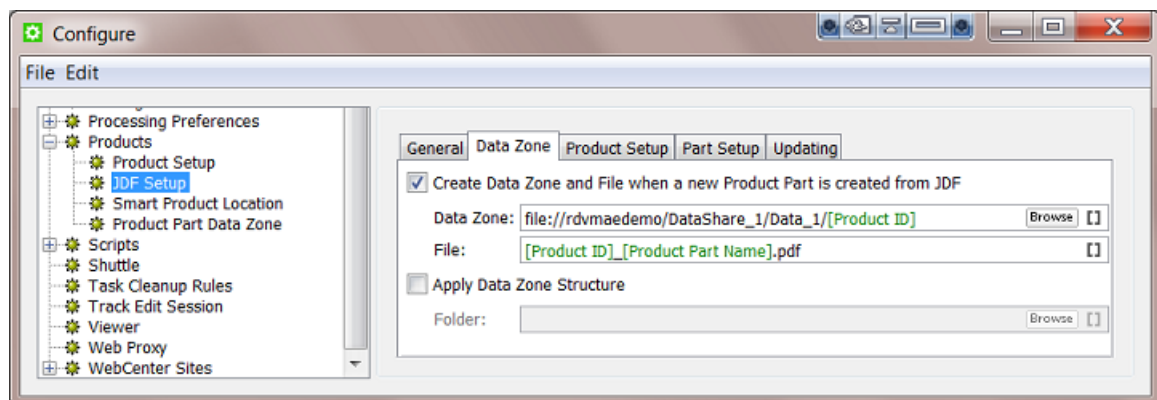 Configure
File Edit
Processing Preferences
Products
Product Setup
JDF Setup
Smart Product Location
Product Part Data Zone
Scripts
Shuttle
Task Cleanup Rules
Track Edit Session
Viewer
Web Proxy
WebCenter Sites
General Data Zone Product Setup Part Setup Updating
Create Data Zone and File when a new Product Part is created from JDF
Data Zone: file://rdvmaedemo/DataShare_1/Data_1/[Product ID] Browse []
File: [Product ID]_[Product Part Name].pdf []
Apply Data Zone Structure
Folder: Browse []